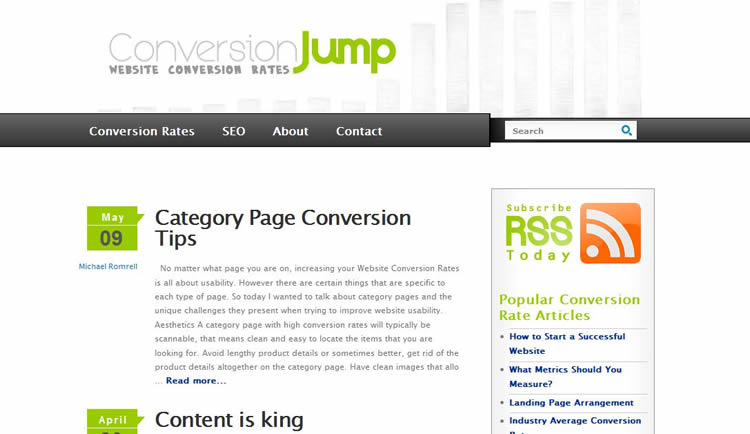 ConversionJump
WEBSITE CONVERSION RATES
Conversion Rates SEO About Contact
Search
May
09
Michael Romrell
Category Page Conversion
Tips
No matter what page you are on, increasing your Website Conversion Rates
is all about usability. However there are certain things that are specific to
each type of page. So today I wanted to talk about category pages and the
unique challenges they present when trying to improve website usability.
Aesthetics A category page with high conversion rates will typically be
scannable, that means clean and easy to locate the items that you are
looking for. Avoid lengthy product details or sometimes better, get rid of the
product details altogether on the category page. Have clean images that allo
... Read more...
April
Content is king
Subscribe
RSS
Today
Popular Conversion
Rate Articles
How to Start a Successful
Website
What Metrics Should You
Measure?
Landing Page Arrangement
Industry Average Conversion